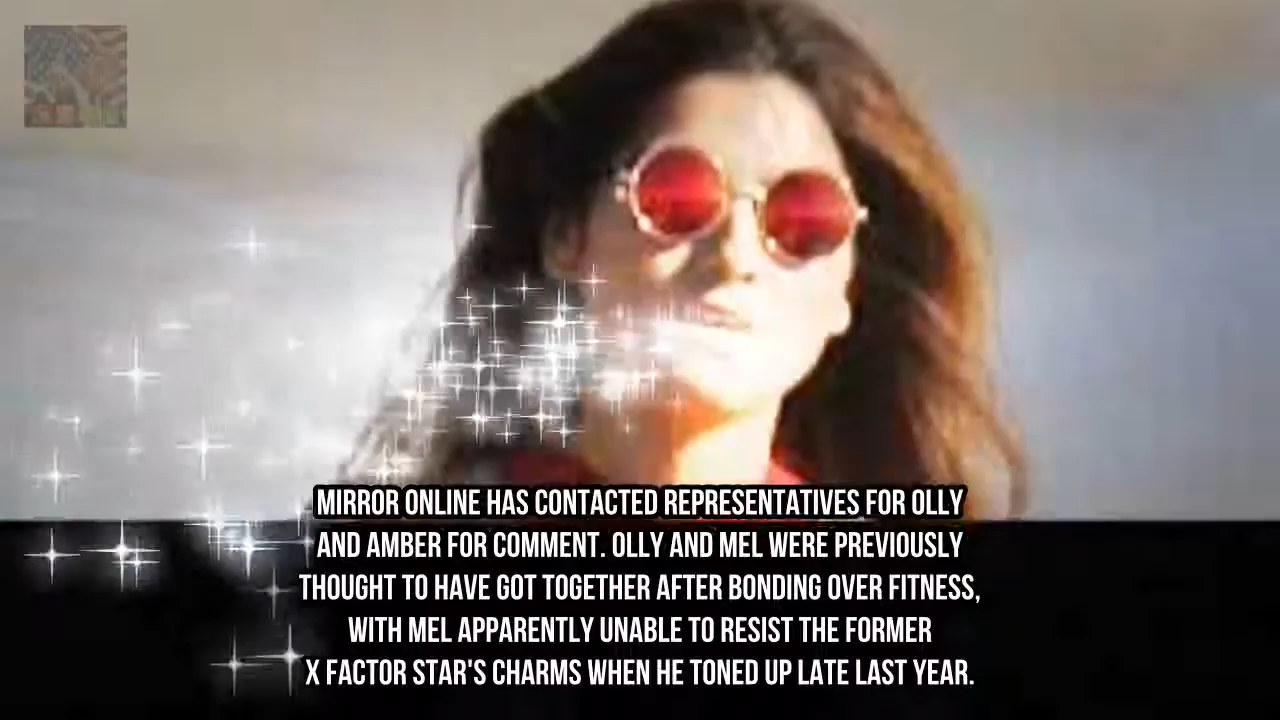 MIRROR ONLINE HAS CONTACTED REPRESENTATIVES FOR OLLY
AND AMBER FOR COMMENT. OLLY AND MEL WERE PREVIOUSLY
THOUGHT TO HAVE GOT TOGETHER AFTER BONDING OVER FITNESS,
WITH MEL APPARENTLY UNABLE TO RESIST THE FORMER
X FACTOR STAR'S CHARMS WHEN HE TONED UP LATE LAST YEAR.